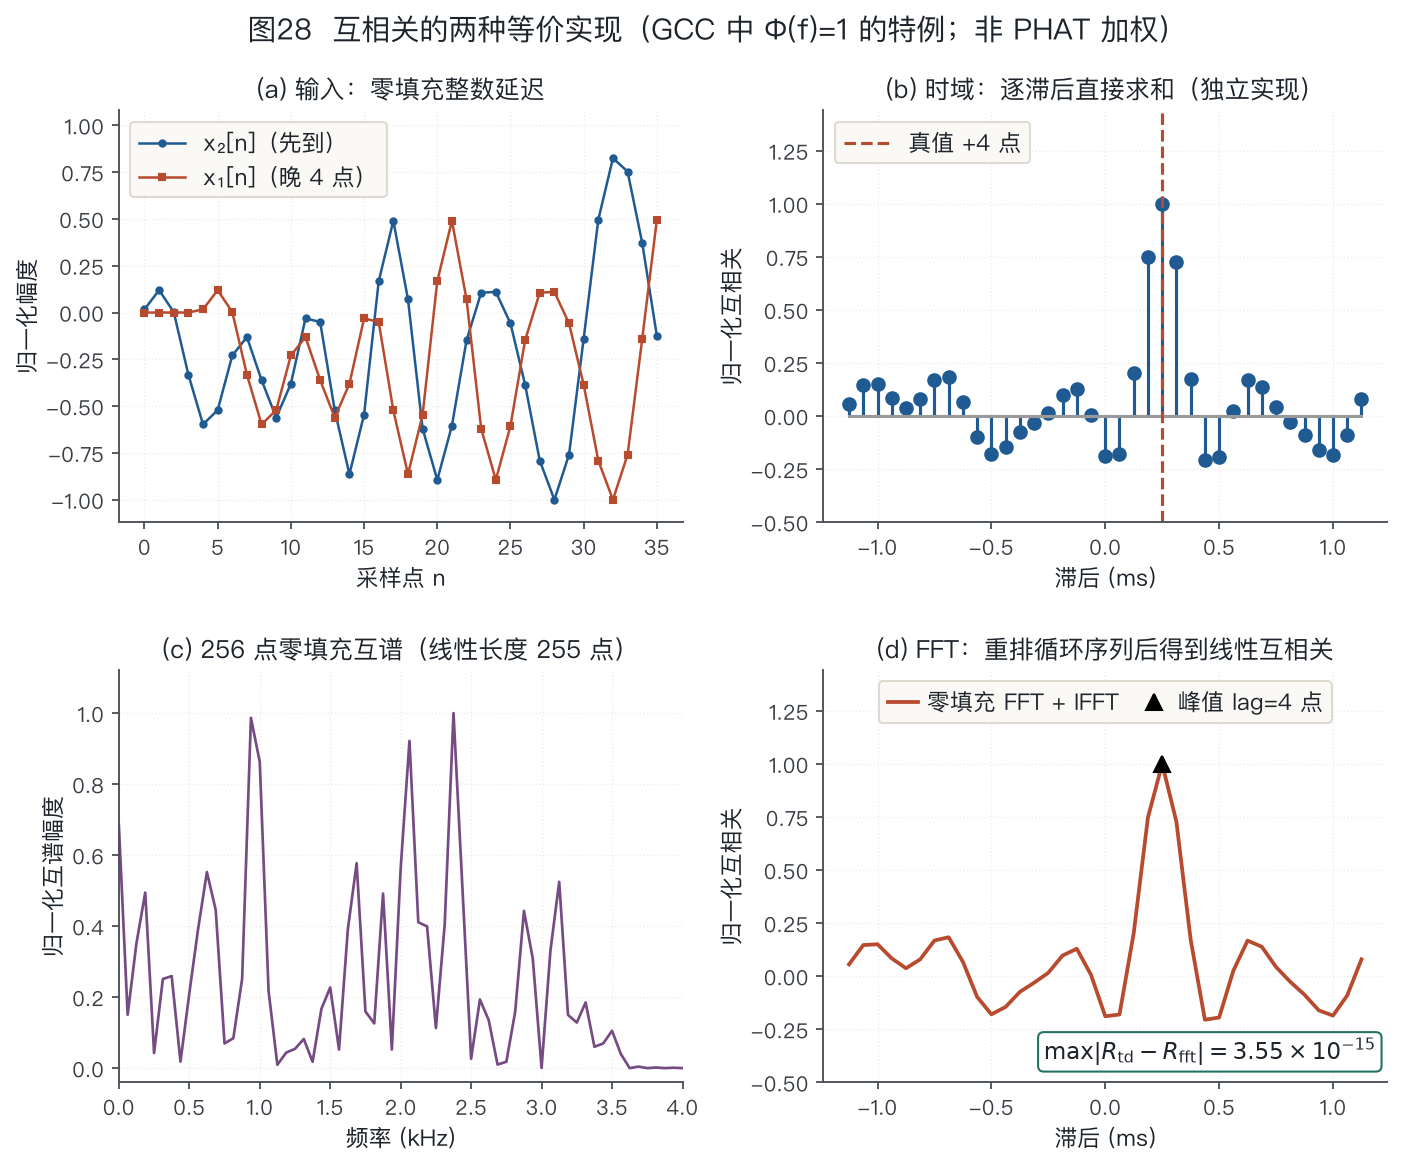 图28 互相关的两种等价实现（GCC 中 Φ(f)=1 的特例；非 PHAT 加权）
(a) 输入：零填充整数延迟
x₂[n]（先到）
x₁[n]（晚 4 点）
1.00
0.75
0.50
0.25
0.00
−0.25
−0.50
−0.75
−1.00
归一化幅度
0 5 10 15 20 25 30 35
采样点 n
(b) 时域：逐滞后直接求和（独立实现）
真值 +4 点
1.25
1.00
0.75
0.50
0.25
0.00
−0.25
−0.50
归一化互相关
−1.0 −0.5 0.0 0.5 1.0
滞后 (ms)
(c) 256 点零填充互谱（线性长度 255 点）
1.0
0.8
0.6
0.4
0.2
0.0
归一化互谱幅度
0.0 0.5 1.0 1.5 2.0 2.5 3.0 3.5 4.0
频率 (kHz)
(d) FFT：重排循环序列后得到线性互相关
零填充 FFT + IFFT 峰值 lag=4 点
1.25
1.00
0.75
0.50
0.25
0.00
−0.25
−0.50
归一化互相关
max|R_td − R_fft| = 3.55 × 10⁻¹⁵
−1.0 −0.5 0.0 0.5 1.0
滞后 (ms)